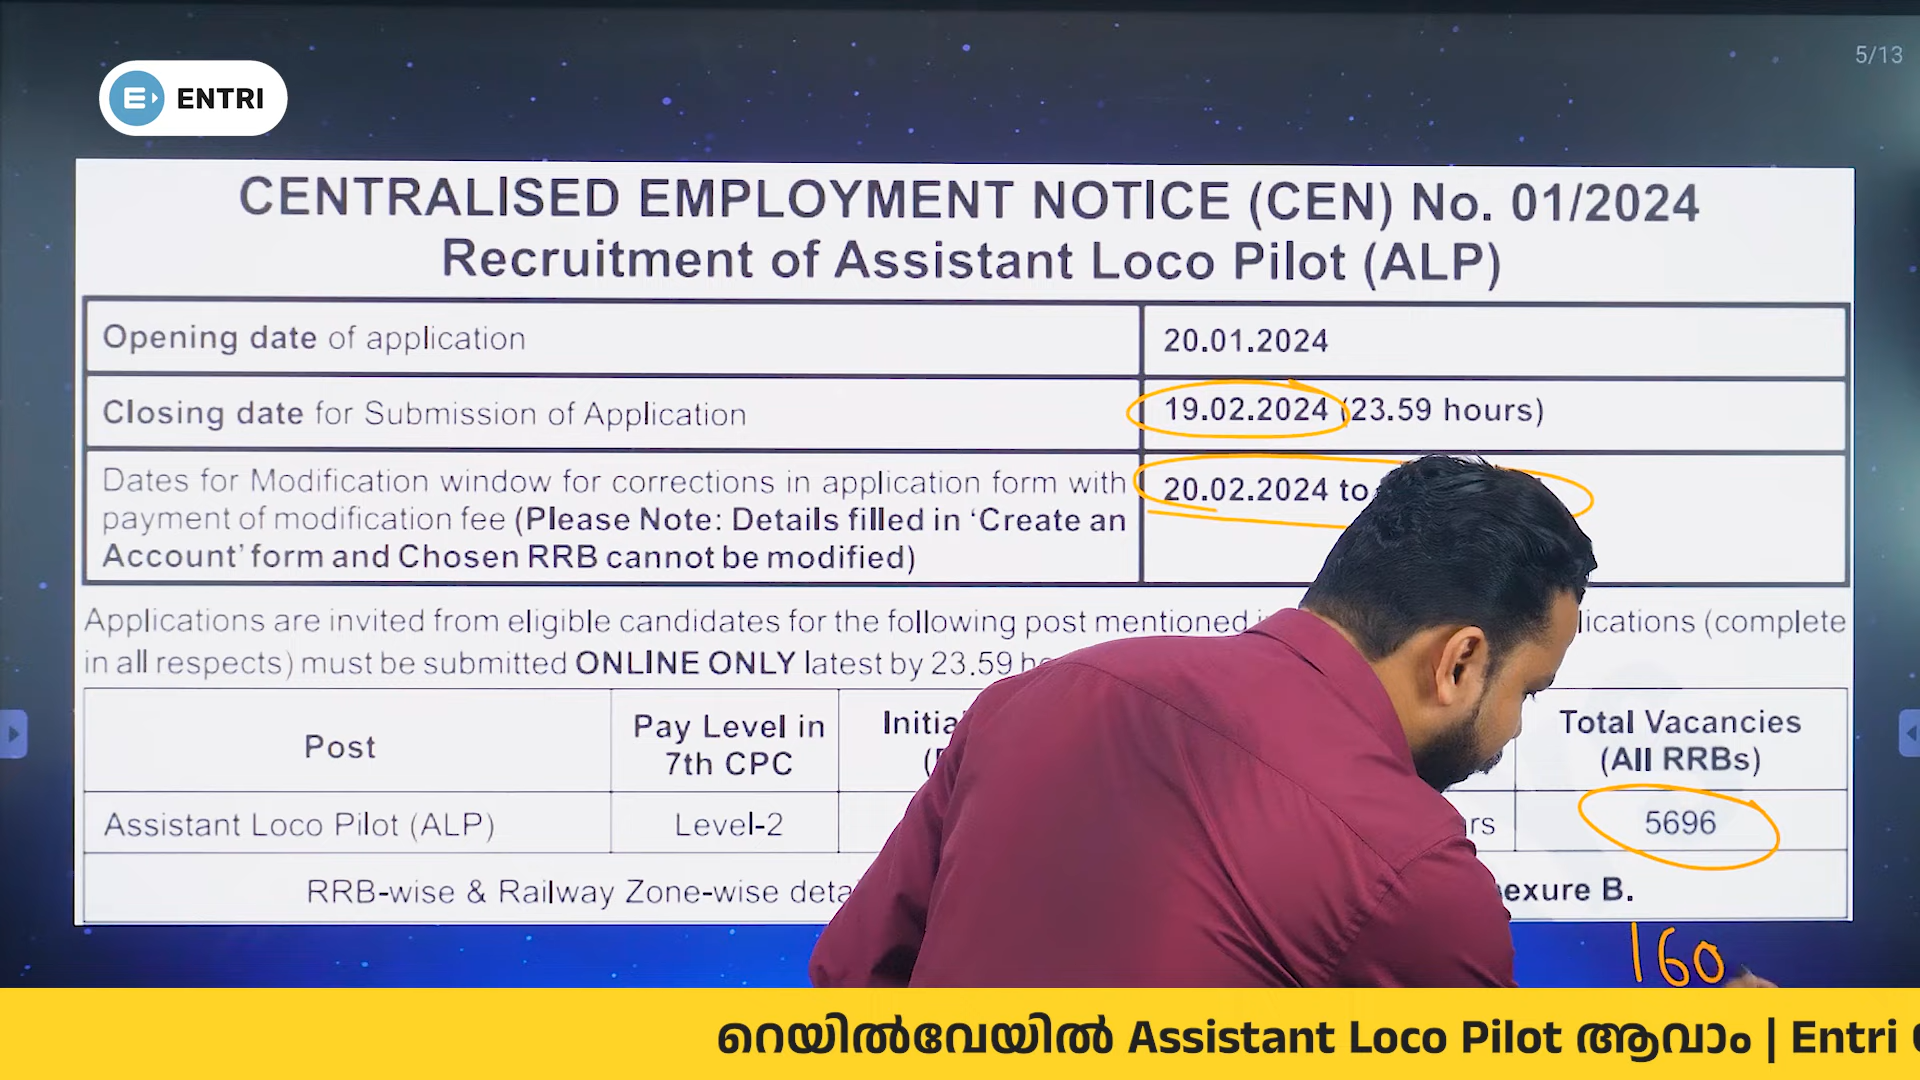 5/13
ENTRI
CENTRALISED EMPLOYMENT NOTICE (CEN) No. 01/2024
Recruitment of Assistant Loco Pilot (ALP)
Opening date of application
20.01.2024
Closing date for Submission of Application
19.02.2024 (23.59 hours)
Dates for Modification window for corrections in application form with
payment of modification fee (Please Note: Details filled in ‘Create an
Account’ form and Chosen RRB cannot be modified)
20.02.2024 to
Applications are invited from eligible candidates for the following post mentioned (complete
in all respects) must be submitted ONLINE ONLY latest by 23.59
Post
Pay Level in
7th CPC
Total Vacancies
(All RRBs)
Assistant Loco Pilot (ALP)
Level-2
5696
RRB-wise & Railway Zone-wise B.
160
റെയിൽവേയിൽ Assistant Loco Pilot ആവാം | Entri